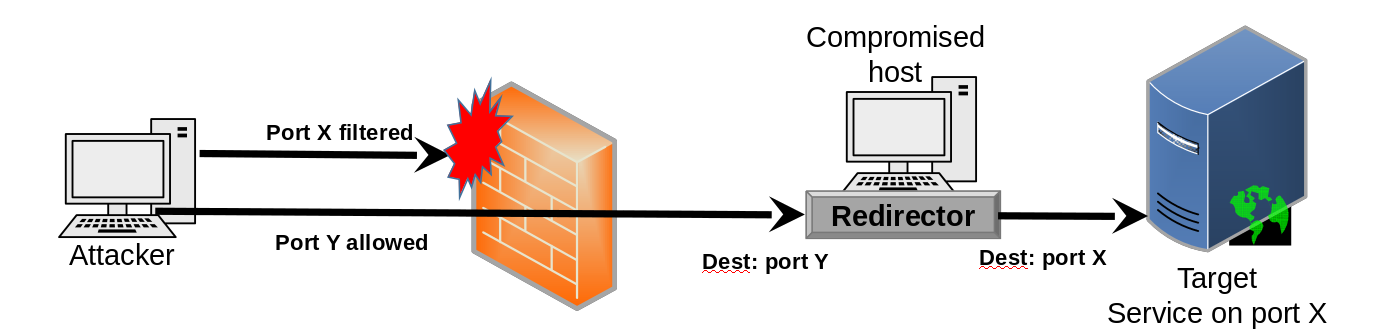 Compromised
host
Port X filtered
Redirector
Attacker
Port Y allowed
Dest: port Y
Dest: port X
Target
Service on port X